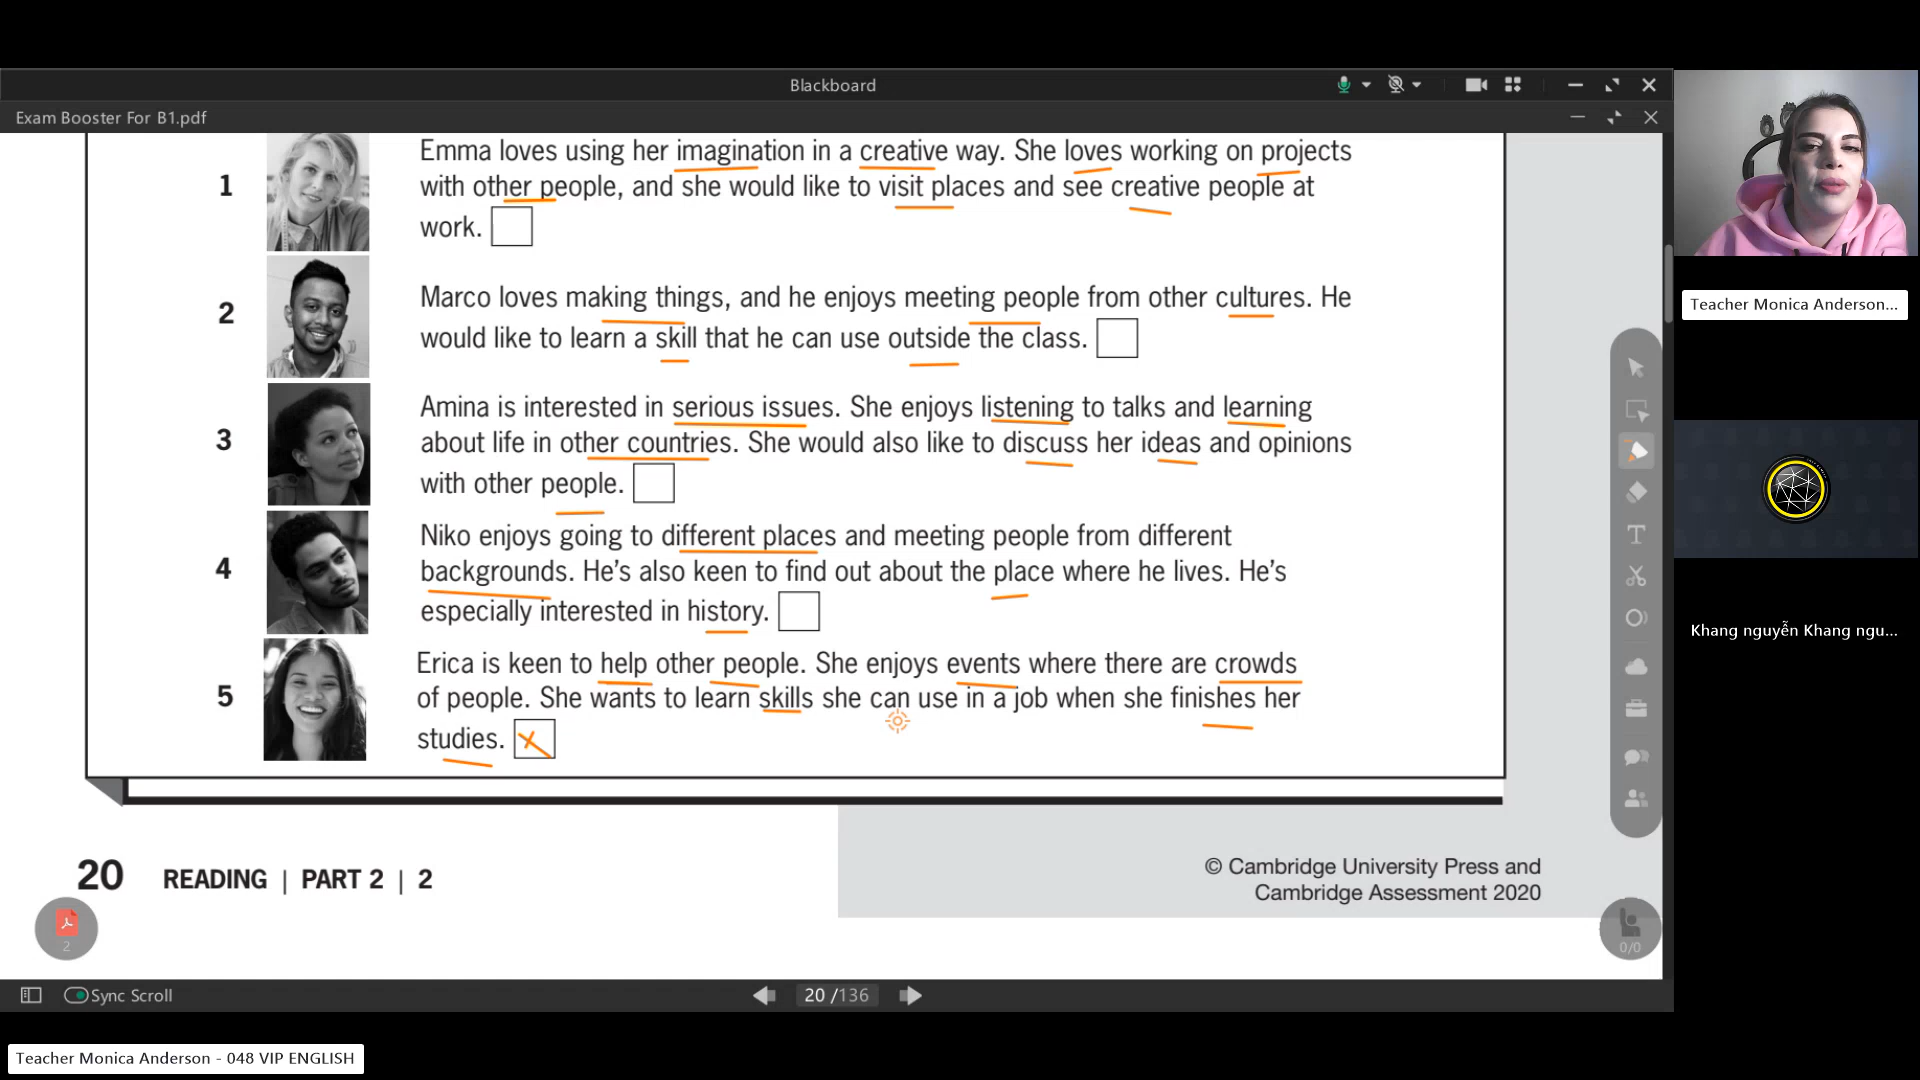 Blackboard
Exam Booster For B1.pdf
1
Emma loves using her imagination in a creative way. She loves working on projects
with other people, and she would like to visit places and see creative people at
work.
2
Marco loves making things, and he enjoys meeting people from other cultures. He
would like to learn a skill that he can use outside the class.
3
Amina is interested in serious issues. She enjoys listening to talks and learning
about life in other countries. She would also like to discuss her ideas and opinions
with other people.
4
Niko enjoys going to different places and meeting people from different
backgrounds. He's also keen to find out about the place where he lives. He's
especially interested in history.
5
Erica is keen to help other people. She enjoys events where there are crowds
of people. She wants to learn skills she can use in a job when she finishes her
studies.
20 READING | PART 2 | 2
© Cambridge University Press and
Cambridge Assessment 2020
2
0/0
Sync Scroll
20 /136
Teacher Monica Anderson...
Khang nguyễn Khang ngu...
Teacher Monica Anderson - 048 VIP ENGLISH